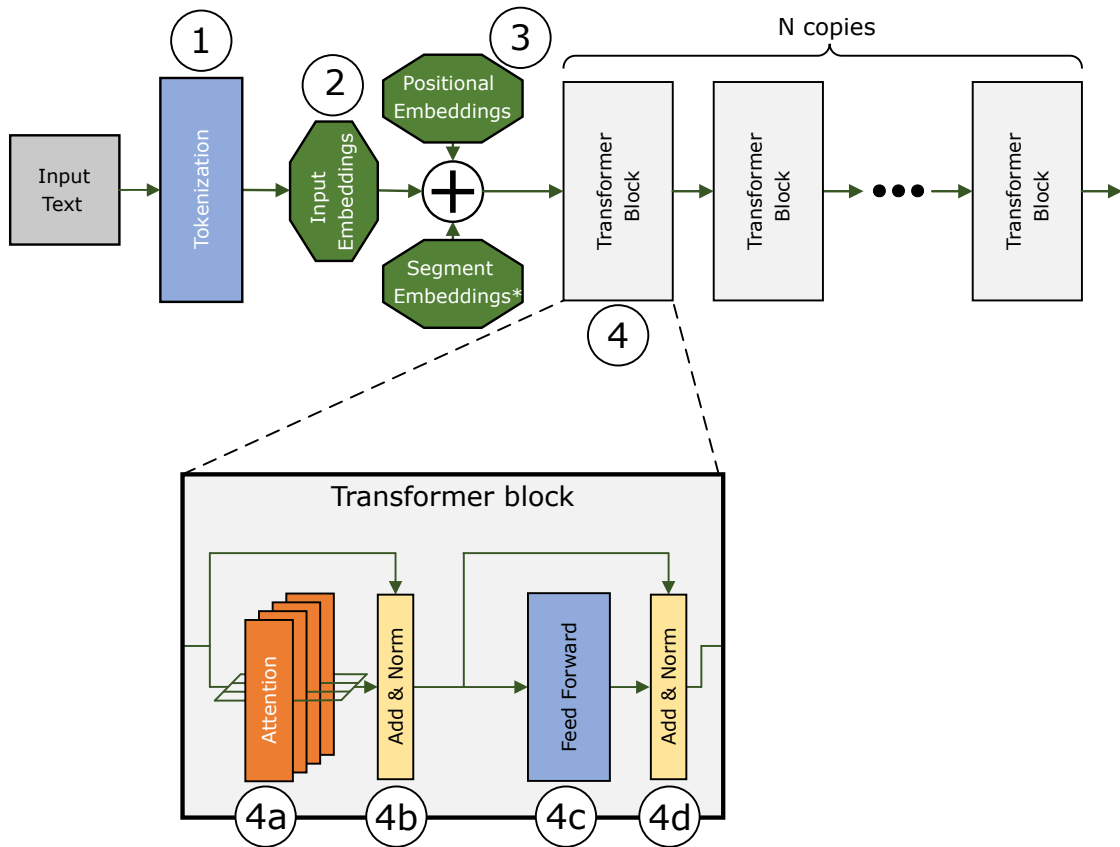 1
2
3
N copies
Input
Text
Tokenization
Input
Embeddings
Positional
Embeddings
Segment
Embeddings*
Transformer
Block
Transformer
Block
Transformer
Block
4
Transformer block
Attention
Add & Norm
Feed Forward
Add & Norm
4a
4b
4c
4d